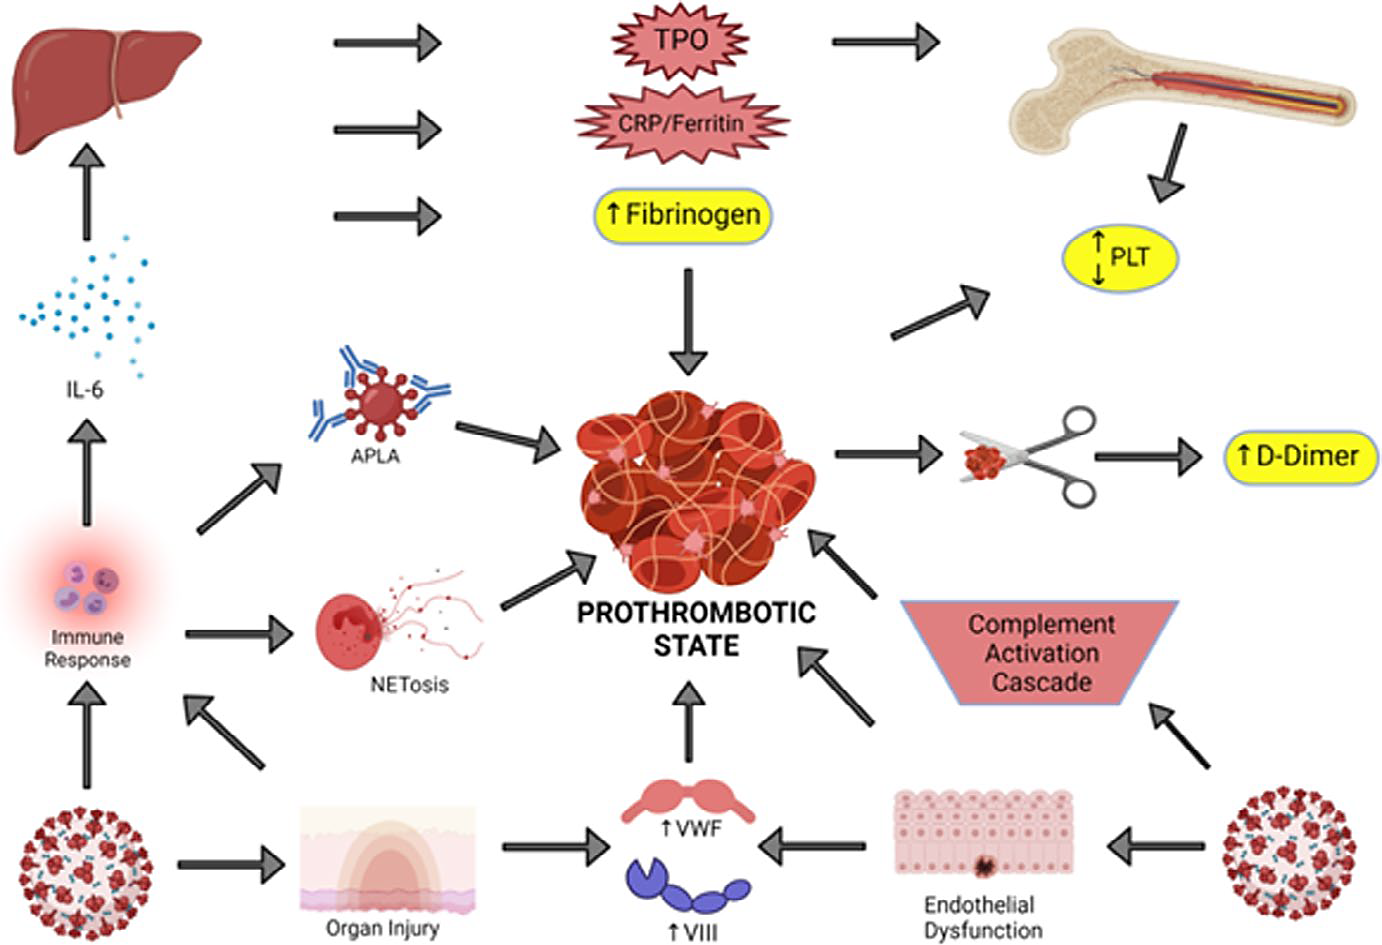 TPO
CRP/Ferritin
↑Fibrinogen
↑
↓
PLT
IL-6
APLA
↑D-Dimer
PROTHROMBOTIC
STATE
Immune
Response
NETosis
Complement
Activation
Cascade
↑VWF
↑VIII
Organ Injury
Endothelial
Dysfunction